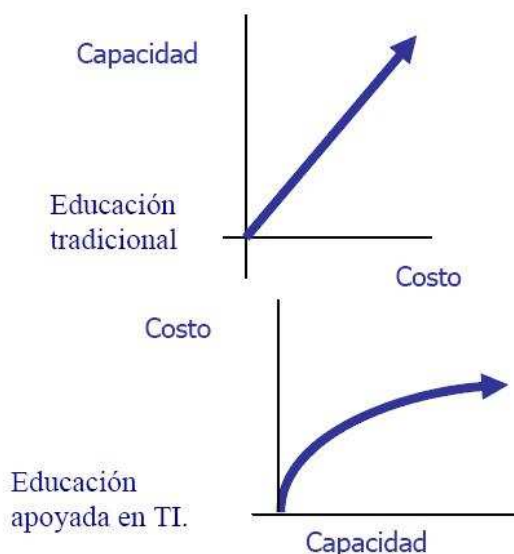 Capacidad
Educación
tradicional
Costo
Costo
Educación
apoyada en TI.
Capacidad